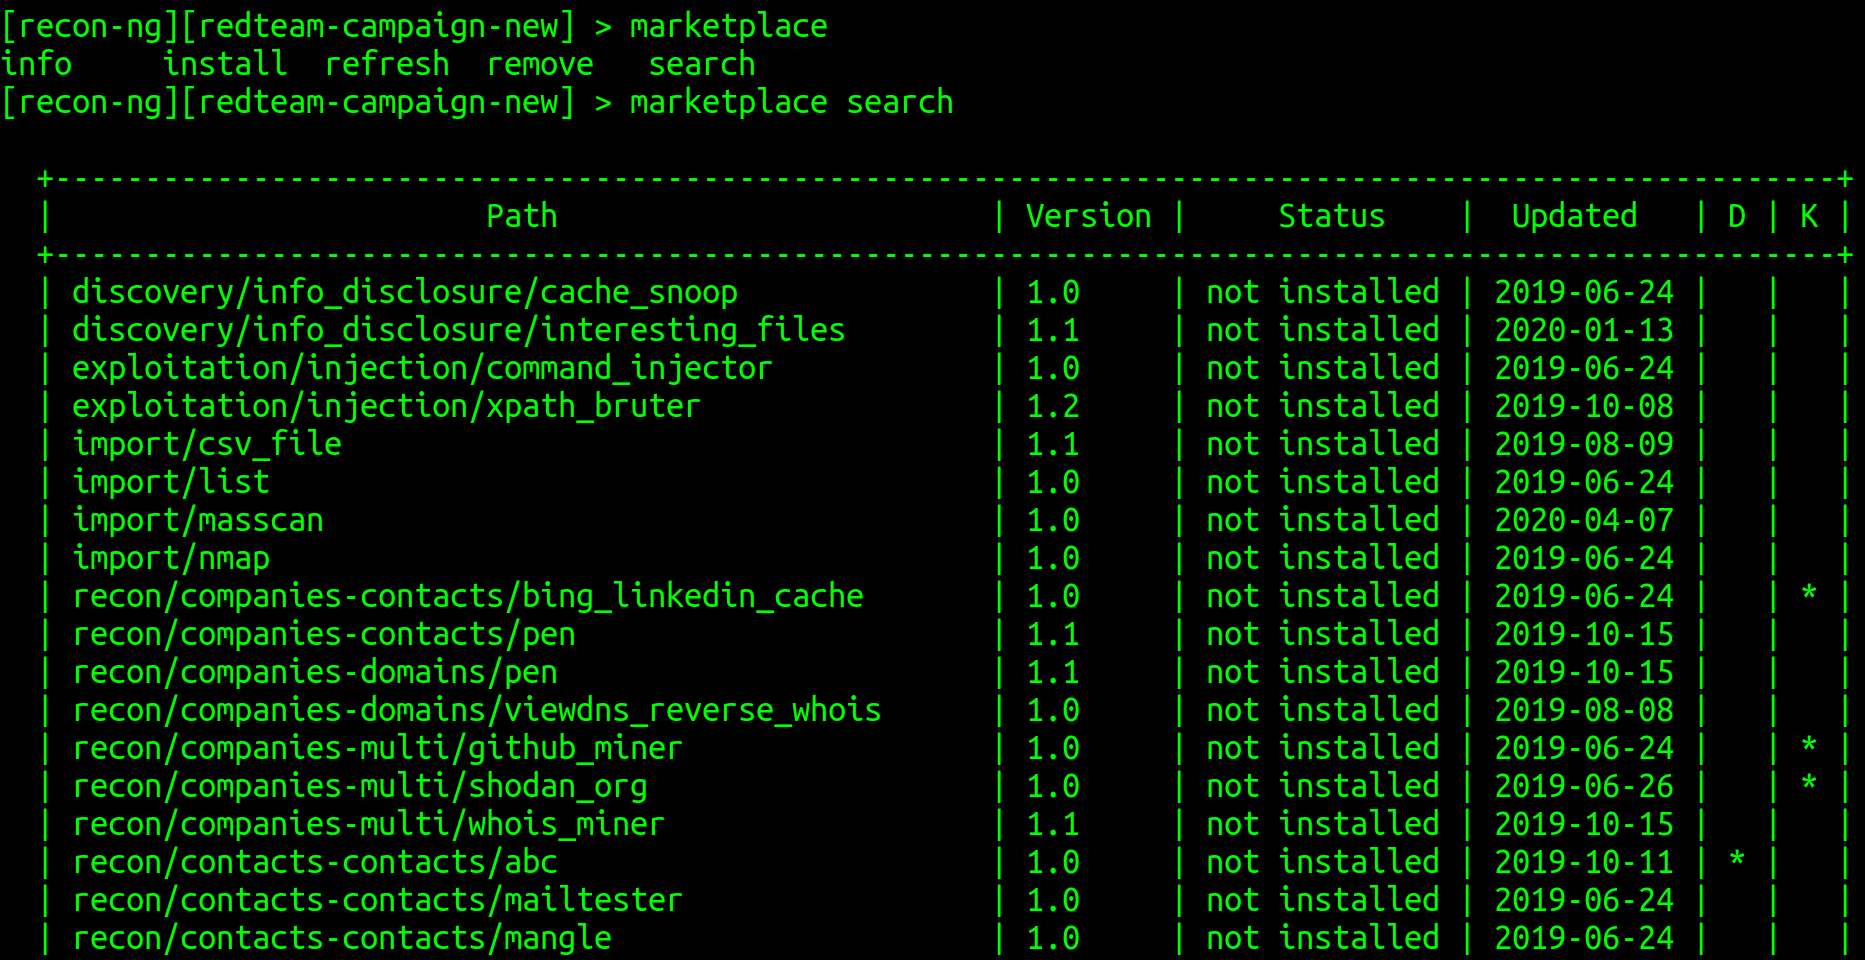 [recon-ng][redteam-campaign-new] > marketplace
info     install  refresh  remove   search
[recon-ng][redteam-campaign-new] > marketplace search

  +---------------------------------------------------------------------------------------------------+
  |                        Path                        | Version |     Status    |  Updated   | D | K |
  +---------------------------------------------------------------------------------------------------+
  | discovery/info_disclosure/cache_snoop              | 1.0     | not installed | 2019-06-24 |   |   |
  | discovery/info_disclosure/interesting_files        | 1.1     | not installed | 2020-01-13 |   |   |
  | exploitation/injection/command_injector            | 1.0     | not installed | 2019-06-24 |   |   |
  | exploitation/injection/xpath_bruter                | 1.2     | not installed | 2019-10-08 |   |   |
  | import/csv_file                                    | 1.1     | not installed | 2019-08-09 |   |   |
  | import/list                                        | 1.0     | not installed | 2019-06-24 |   |   |
  | import/masscan                                     | 1.0     | not installed | 2020-04-07 |   |   |
  | import/nmap                                        | 1.0     | not installed | 2019-06-24 |   |   |
  | recon/companies-contacts/bing_linkedin_cache       | 1.0     | not installed | 2019-06-24 |   | * |
  | recon/companies-contacts/pen                       | 1.1     | not installed | 2019-10-15 |   |   |
  | recon/companies-domains/pen                        | 1.1     | not installed | 2019-10-15 |   |   |
  | recon/companies-domains/viewdns_reverse_whois      | 1.0     | not installed | 2019-08-08 |   |   |
  | recon/companies-multi/github_miner                 | 1.0     | not installed | 2019-06-24 |   | * |
  | recon/companies-multi/shodan_org                   | 1.0     | not installed | 2019-06-26 |   | * |
  | recon/companies-multi/whois_miner                  | 1.1     | not installed | 2019-10-15 |   |   |
  | recon/contacts-contacts/abc                        | 1.0     | not installed | 2019-10-11 | * |   |
  | recon/contacts-contacts/mailtester                 | 1.0     | not installed | 2019-06-24 |   |   |
  | recon/contacts-contacts/mangle                     | 1.0     | not installed | 2019-06-24 |   |   |